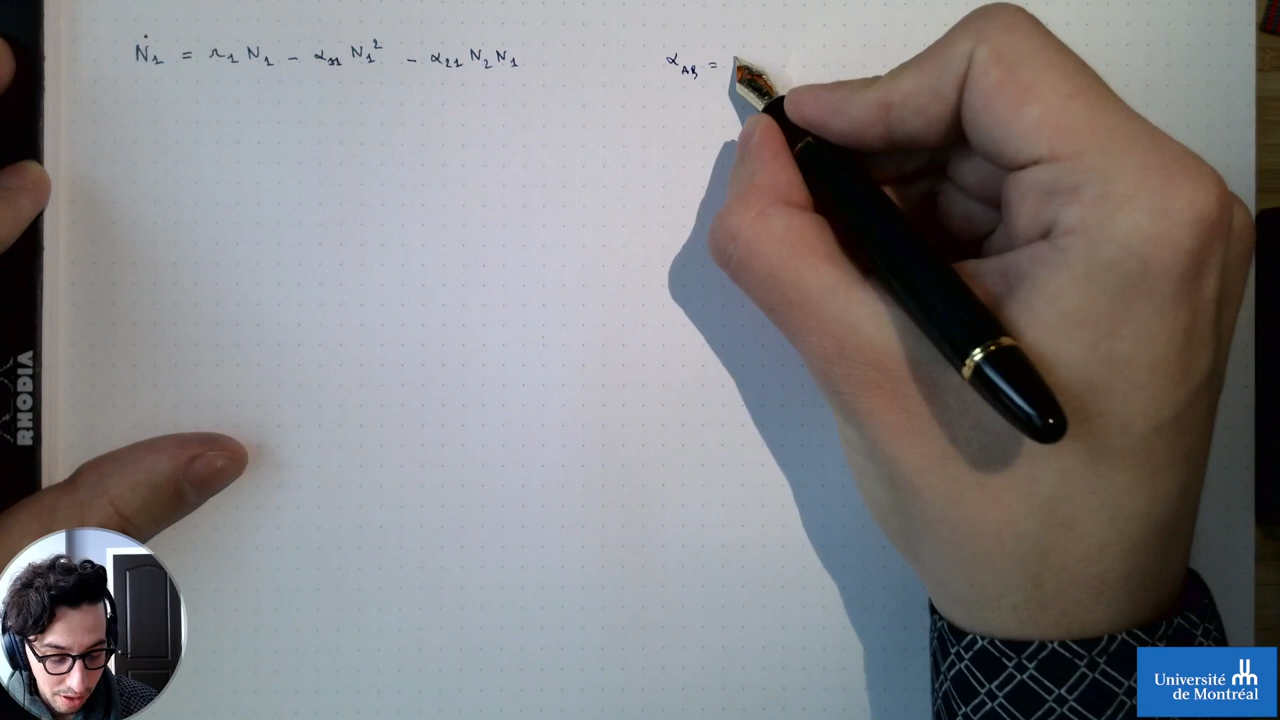 Ṅ₁ = r₁ N₁ - α₁₁ N₁² - α₂₁ N₂ N₁
α_AB =
RHODIA
Université
de Montréal